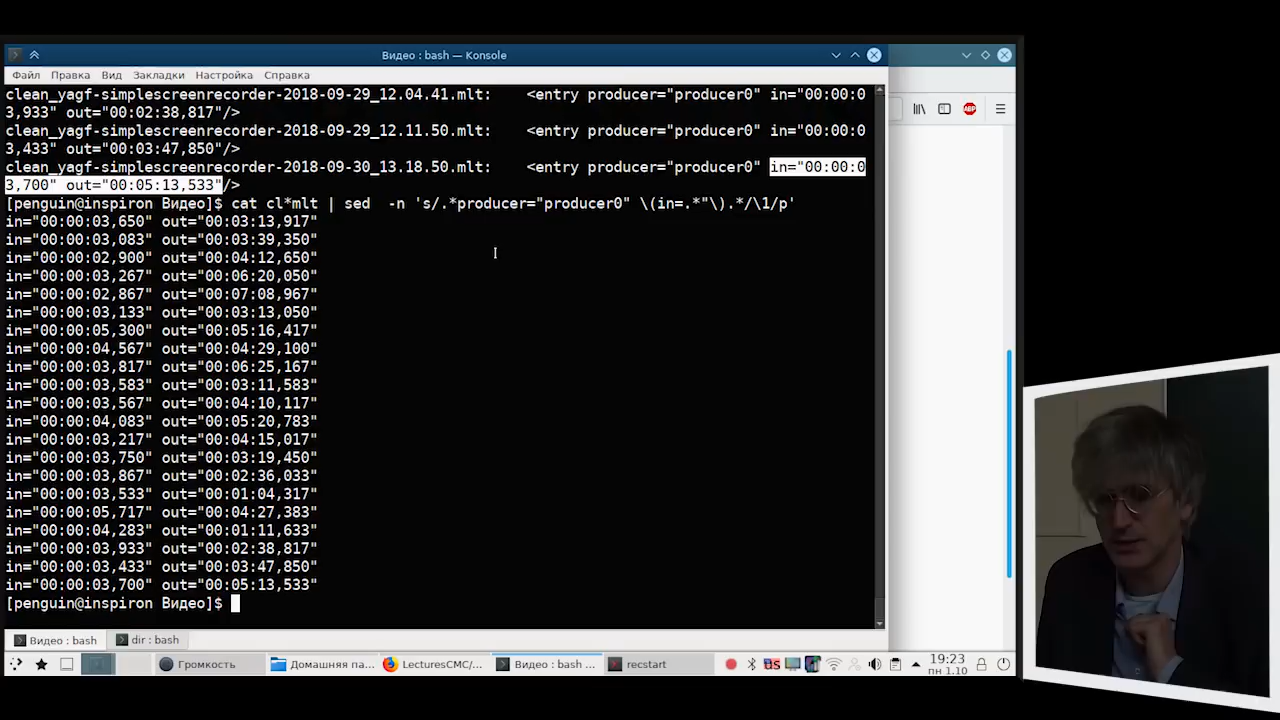 Видео : bash — Konsole
Файл Правка Вид Закладки Настройка Справка
clean_yagf-simplescreenrecorder-2018-09-29_12.04.41.mlt:    <entry producer="producer0" in="00:00:0
3,933" out="00:02:38,817"/>
clean_yagf-simplescreenrecorder-2018-09-29_12.11.50.mlt:    <entry producer="producer0" in="00:00:0
3,433" out="00:03:47,850"/>
clean_yagf-simplescreenrecorder-2018-09-30_13.18.50.mlt:    <entry producer="producer0" in="00:00:0
3,700" out="00:05:13,533"/>
[penguin@inspiron Видео]$ cat cl*mlt | sed  -n 's/.*producer="producer0" \(in=.*"\).*/\1/p'
in="00:00:03,650" out="00:03:13,917"
in="00:00:03,083" out="00:03:39,350"
in="00:00:02,900" out="00:04:12,650"
in="00:00:03,267" out="00:06:20,050"
in="00:00:02,867" out="00:07:08,967"
in="00:00:03,133" out="00:03:13,050"
in="00:00:05,300" out="00:05:16,417"
in="00:00:04,567" out="00:04:29,100"
in="00:00:03,817" out="00:06:25,167"
in="00:00:03,583" out="00:03:11,583"
in="00:00:03,567" out="00:04:10,117"
in="00:00:04,083" out="00:05:20,783"
in="00:00:03,217" out="00:04:15,017"
in="00:00:03,750" out="00:03:19,450"
in="00:00:03,867" out="00:02:36,033"
in="00:00:03,533" out="00:01:04,317"
in="00:00:05,717" out="00:04:27,383"
in="00:00:04,283" out="00:01:11,633"
in="00:00:03,933" out="00:02:38,817"
in="00:00:03,433" out="00:03:47,850"
in="00:00:03,700" out="00:05:13,533"
[penguin@inspiron Видео]$
Видео : bash dir : bash
Громкость Домашняя па... LecturesCMC/... Видео : bash ... recstart US 19:23
пн 1.10
ABP